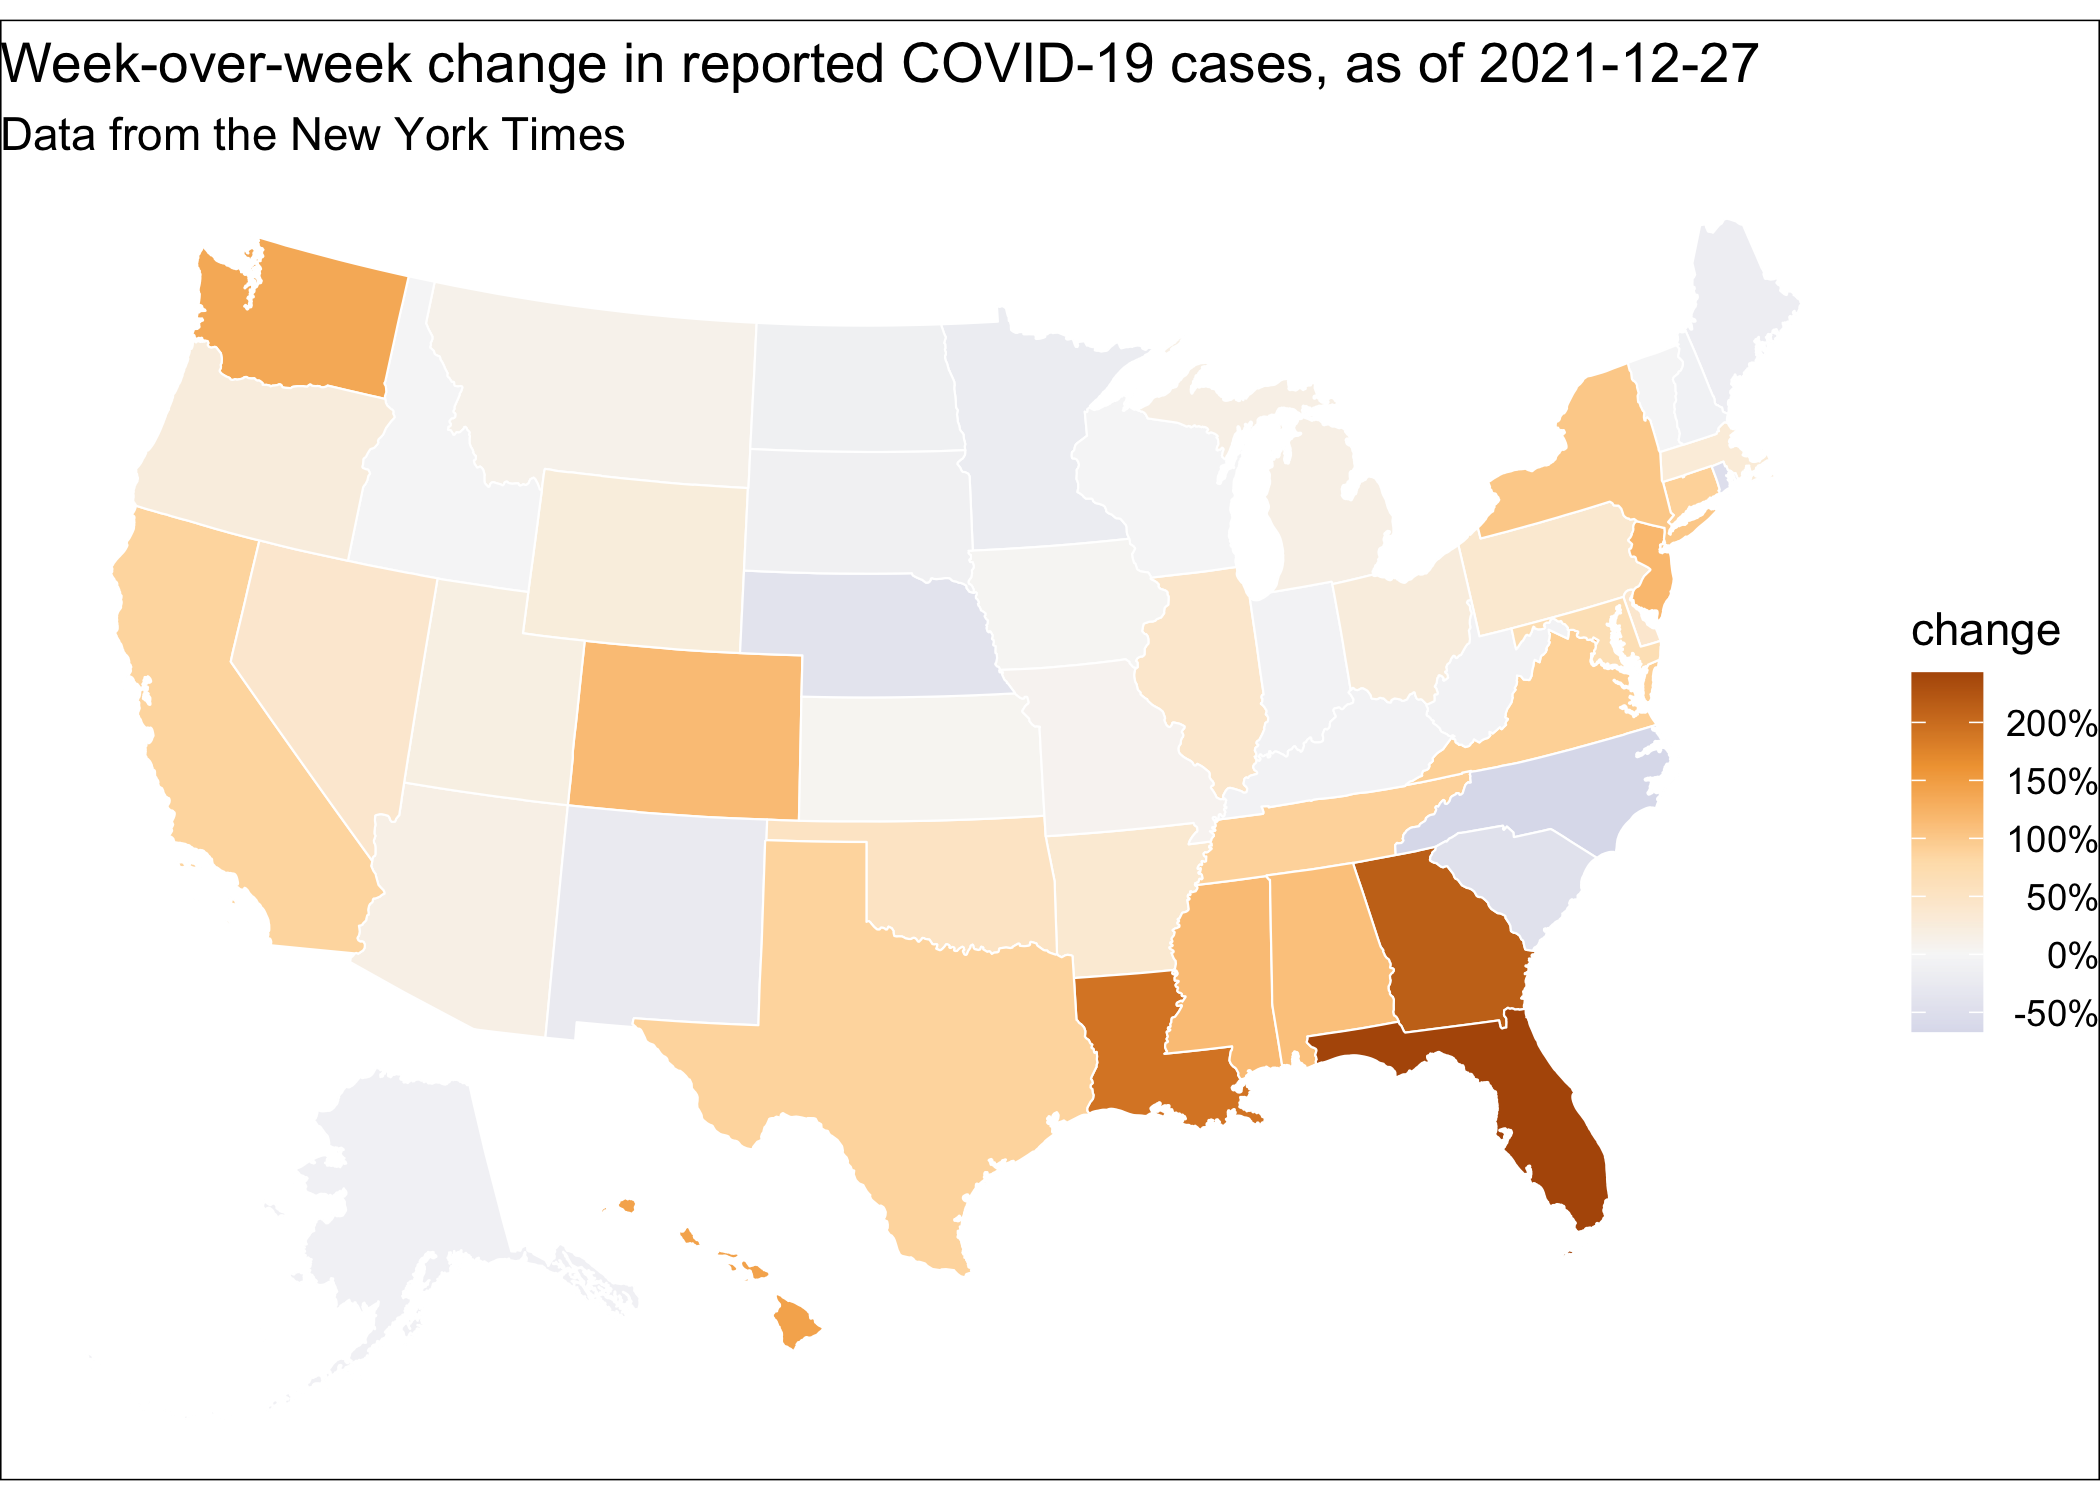 Week-over-week change in reported COVID-19 cases, as of 2021-12-27
Data from the New York Times
change
200%
150%
100%
50%
0%
-50%